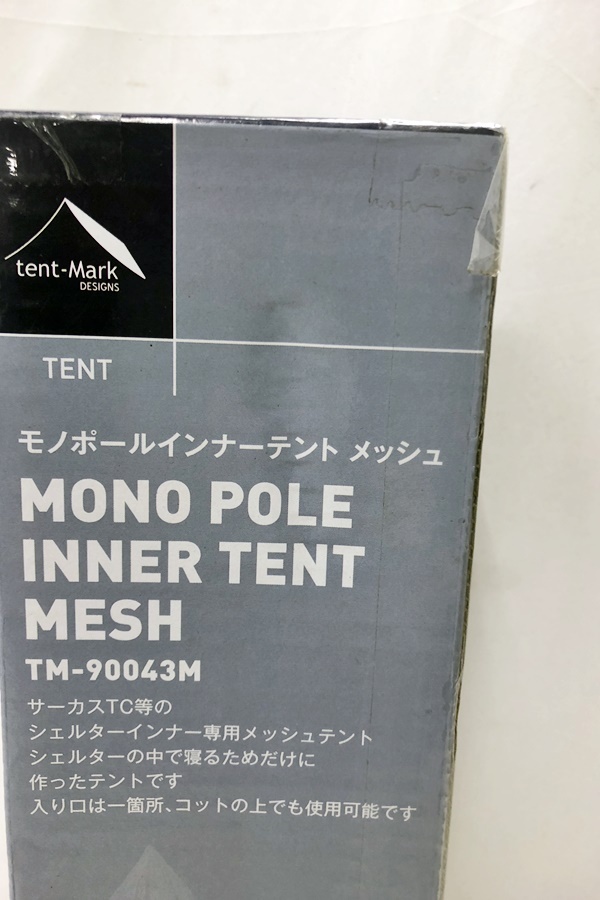 tent-Mark
DESIGNS
TENT
モノポールインナーテント メッシュ
MONO POLE
INNER TENT
MESH
TM-90043M
サーカスTC等の
シェルターインナー専用メッシュテント
シェルターの中で寝るためだけに
作ったテントです
入り口は一箇所、コットの上でも使用可能です